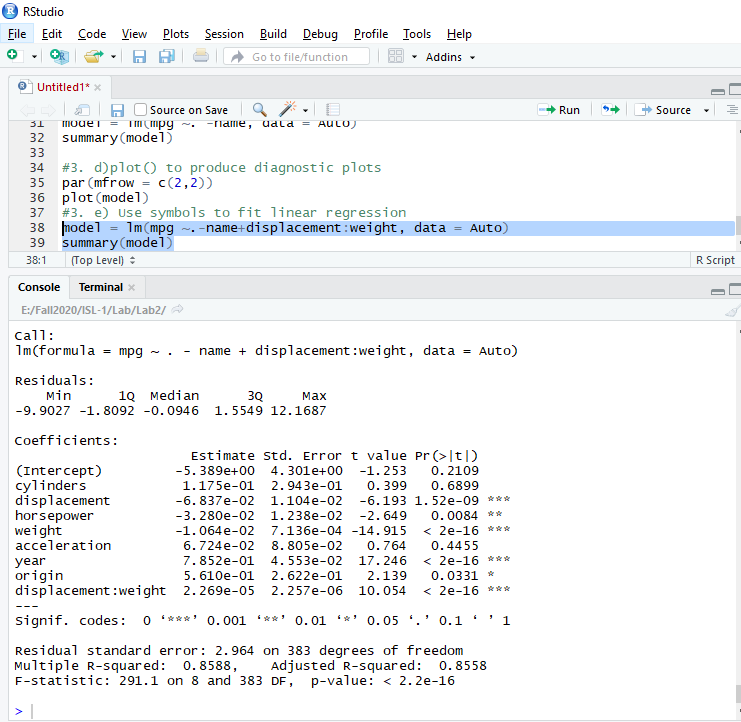 RStudio
File Edit Code View Plots Session Build Debug Profile Tools Help
Go to file/function Addins
Untitled1*
Source on Save Run Source
31 model = lm(mpg ~. -name, data = Auto)
32 summary(model)
33
34 #3. d)plot() to produce diagnostic plots
35 par(mfrow = c(2,2))
36 plot(model)
37 #3. e) Use symbols to fit linear regression
38 model = lm(mpg ~.-name+displacement:weight, data = Auto)
39 summary(model)
38:1 (Top Level) R Script
Console Terminal
E:/Fall2020/ISL-1/Lab/Lab2/
Call:
lm(formula = mpg ~ . - name + displacement:weight, data = Auto)
Residuals:
Min 1Q Median 3Q Max
-9.9027 -1.8092 -0.0946 1.5549 12.1687
Coefficients:
Estimate Std. Error t value Pr(>|t|)
(Intercept) -5.389e+00 4.301e+00 -1.253 0.2109
cylinders 1.175e-01 2.943e-01 0.399 0.6899
displacement -6.837e-02 1.104e-02 -6.193 1.52e-09 ***
horsepower -3.280e-02 1.238e-02 -2.649 0.0084 **
weight -1.064e-02 7.136e-04 -14.915 < 2e-16 ***
acceleration 6.724e-02 8.805e-02 0.764 0.4455
year 7.852e-01 4.553e-02 17.246 < 2e-16 ***
origin 5.610e-01 2.622e-01 2.139 0.0331 *
displacement:weight 2.269e-05 2.257e-06 10.054 < 2e-16 ***
---
Signif. codes: 0 ‘***’ 0.001 ‘**’ 0.01 ‘*’ 0.05 ‘.’ 0.1 ‘ ’ 1
Residual standard error: 2.964 on 383 degrees of freedom
Multiple R-squared: 0.8588, Adjusted R-squared: 0.8558
F-statistic: 291.1 on 8 and 383 DF, p-value: < 2.2e-16
>